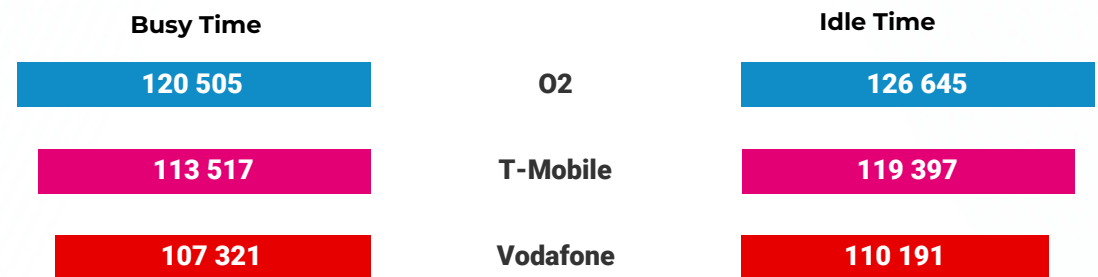 Busy Time
Idle Time
120 505 O2 126 645
113 517 T-Mobile 119 397
107 321 Vodafone 110 191